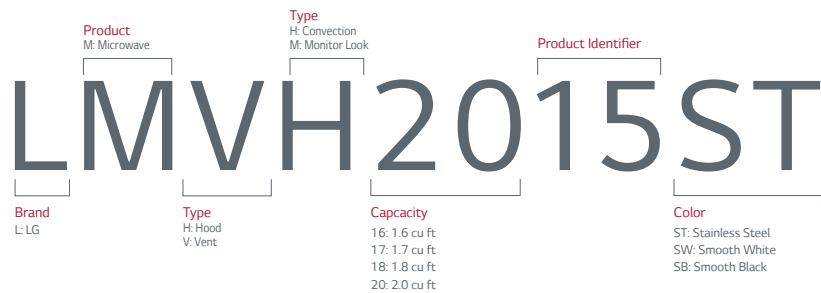 Product
M: Microwave
Type
H: Convection
M: Monitor Look
Product Identifier
LMVH2015ST
Brand
L: LG
Type
H: Hood
V: Vent
Capcacity
16: 1.6 cu ft
17: 1.7 cu ft
18: 1.8 cu ft
20: 2.0 cu ft
Color
ST: Stainless Steel
SW: Smooth White
SB: Smooth Black